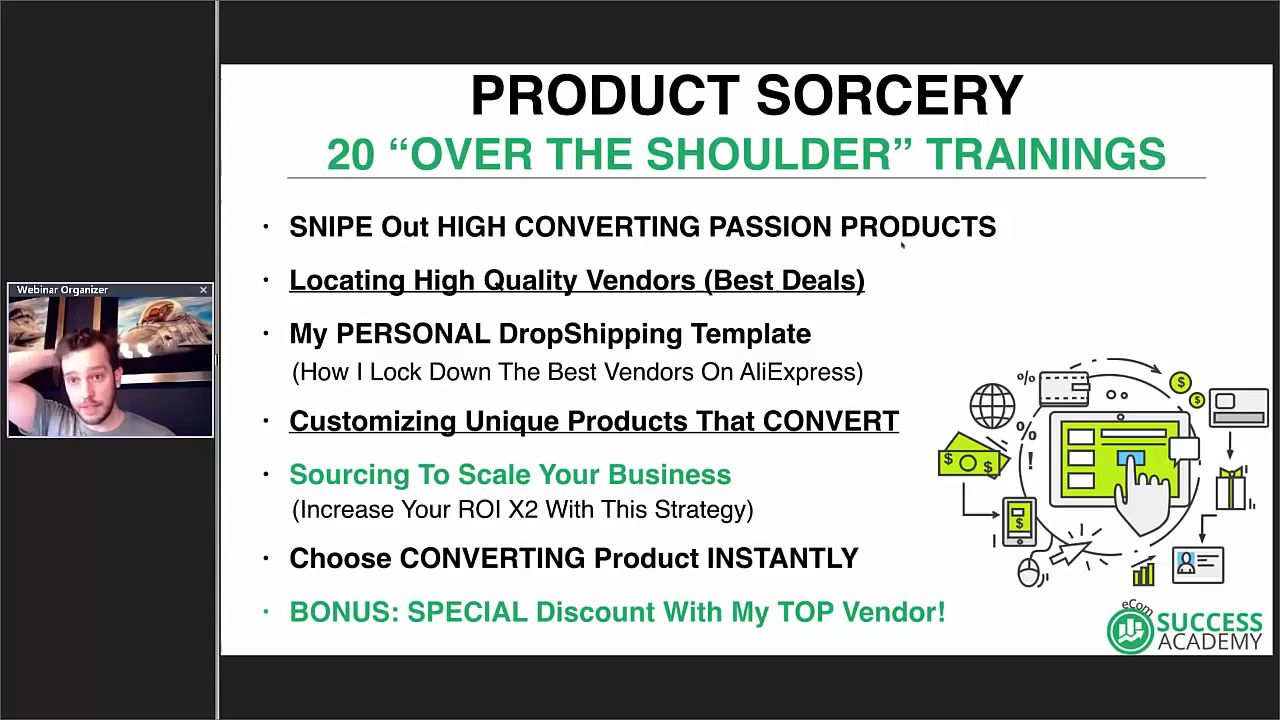 PRODUCT SORCERY
20 “OVER THE SHOULDER” TRAININGS
· SNIPE Out HIGH CONVERTING PASSION PRODUCTS
· Locating High Quality Vendors (Best Deals)
· My PERSONAL DropShipping Template
(How I Lock Down The Best Vendors On AliExpress)
· Customizing Unique Products That CONVERT
· Sourcing To Scale Your Business
(Increase Your ROI X2 With This Strategy)
· Choose CONVERTING Product INSTANTLY
· BONUS: SPECIAL Discount With My TOP Vendor!
Webinar Organizer
%
$
$
%
!
$
$
$
eCom
SUCCESS
ACADEMY